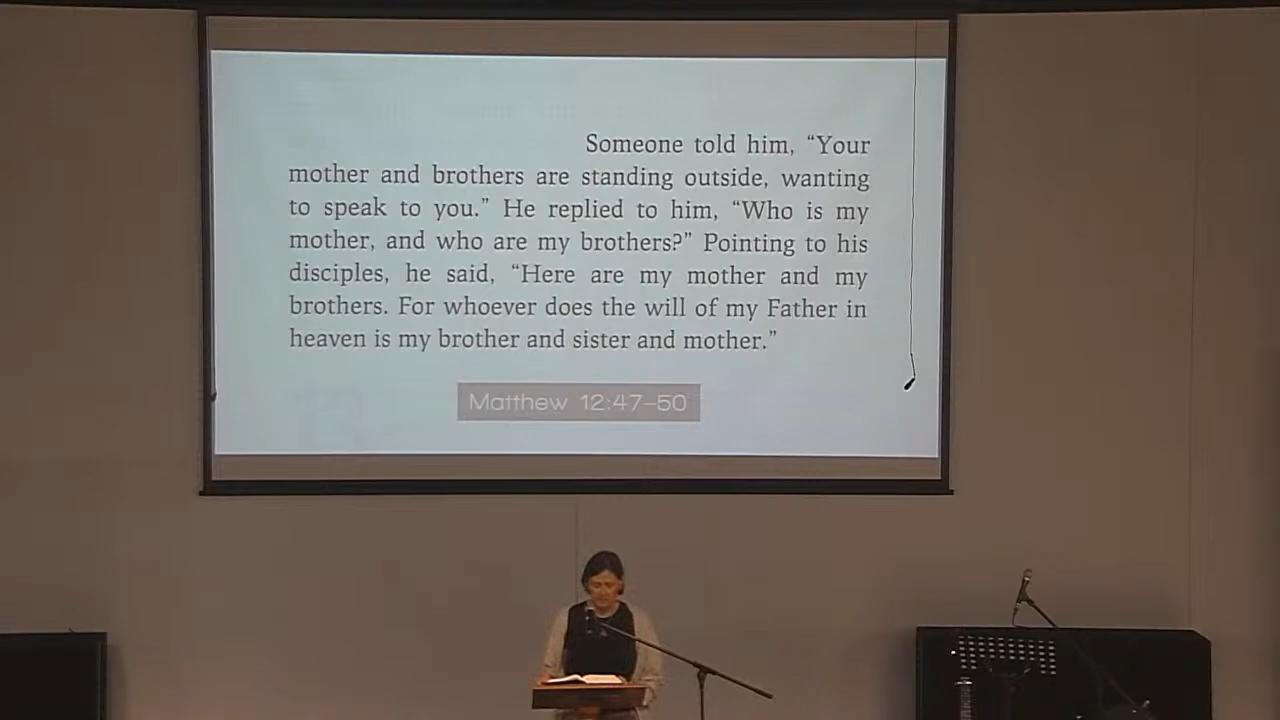 Someone told him, “Your
mother and brothers are standing outside, wanting
to speak to you.” He replied to him, “Who is my
mother, and who are my brothers?” Pointing to his
disciples, he said, “Here are my mother and my
brothers. For whoever does the will of my Father in
heaven is my brother and sister and mother.”
Matthew 12:47–50